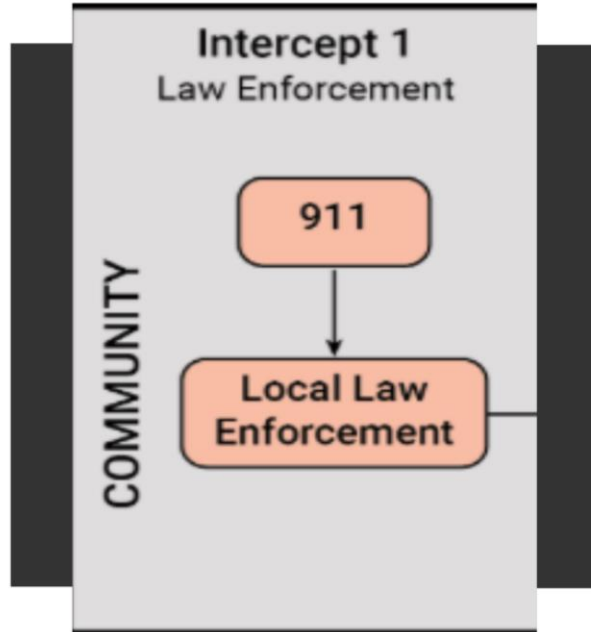 Intercept 1
Law Enforcement
911
COMMUNITY
Local Law
Enforcement